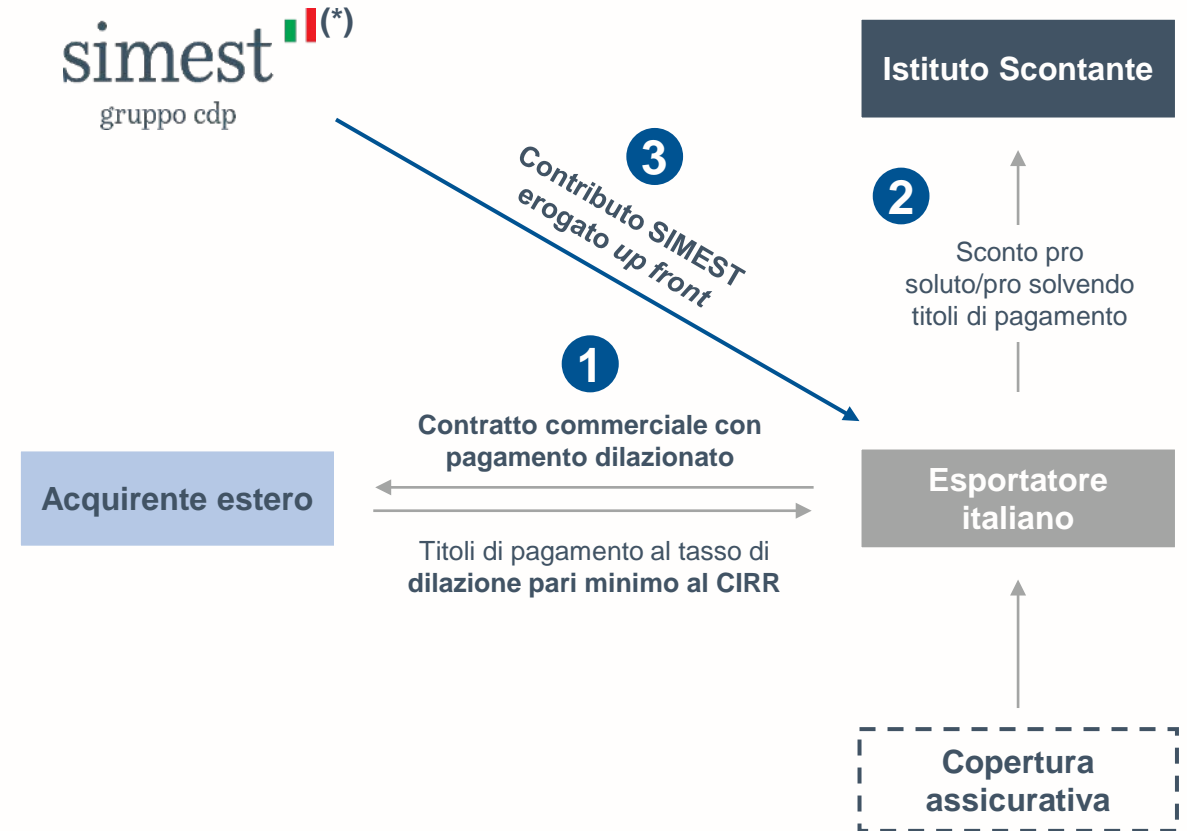 simest (*)
gruppo cdp
Istituto Scontante
3
Contributo SIMEST
erogato up front
2
Sconto pro
soluto/pro solvendo
titoli di pagamento
1
Contratto commerciale con
pagamento dilazionato
Acquirente estero
Esportatore
italiano
Titoli di pagamento al tasso di
dilazione pari minimo al CIRR
Copertura
assicurativa